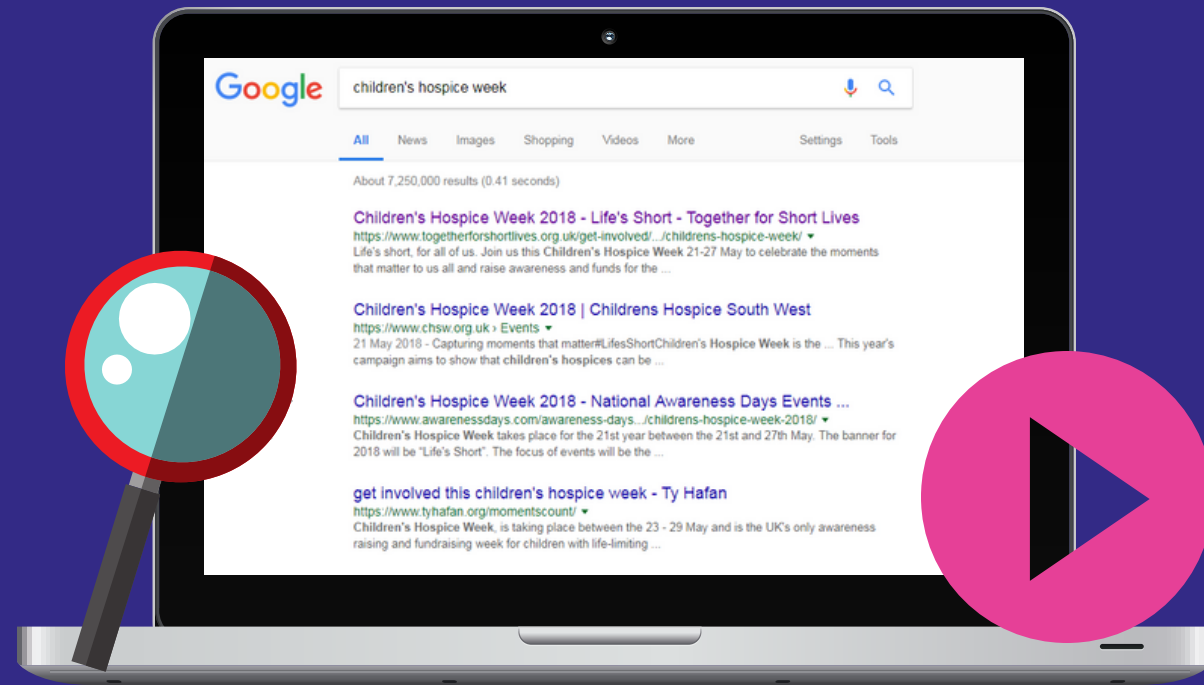 Google children's hospice week
All News Images Shopping Videos More Settings Tools
About 7,250,000 results (0.41 seconds)
Children's Hospice Week 2018 - Life's Short - Together for Short Lives
https://www.togetherforshortlives.org.uk/get-involved/.../childrens-hospice-week/
Life's short, for all of us. Join us this Children's Hospice Week 21-27 May to celebrate the moments
that matter to us all and raise awareness and funds for the ...
Children's Hospice Week 2018 | Childrens Hospice South West
https://www.chsw.org.uk › Events
21 May 2018 - Capturing moments that matter#LifesShortChildren's Hospice Week is the ... This year's
campaign aims to show that children's hospices can be ...
Children's Hospice Week 2018 - National Awareness Days Events ...
https://www.awarenessdays.com/awareness-days.../childrens-hospice-week-2018/
Children's Hospice Week takes place for the 21st year between the 21st and 27th May. The banner for
2018 will be "Life's Short". The focus of events will be the ...
get involved this children's hospice week - Ty Hafan
https://www.tyhafan.org/momentscount/
Children's Hospice Week, is taking place between the 23 - 29 May and is the UK's only awareness
raising and fundraising week for children with life-limiting ...